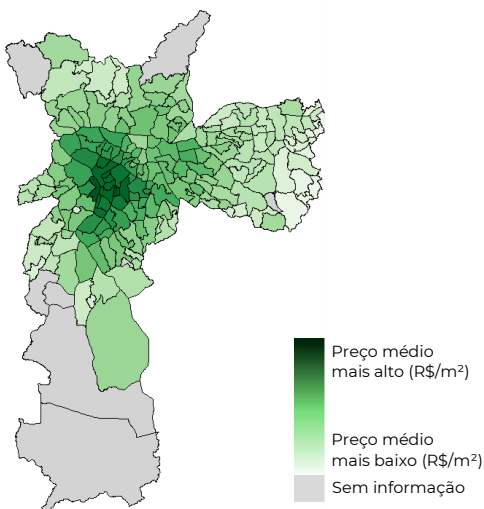 Preço médio
mais alto (R$/m²)
Preço médio
mais baixo (R$/m²)
Sem informação